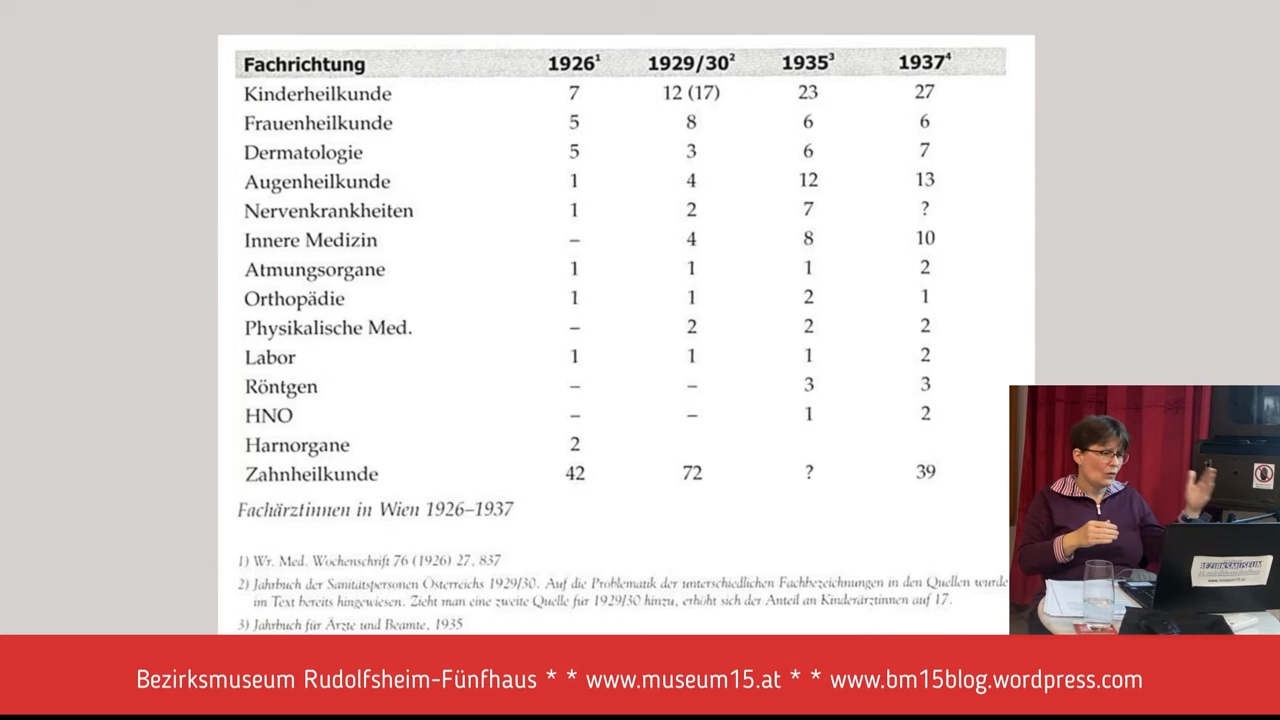 Fachrichtung 1926¹ 1929/30² 1935³ 1937⁴
Kinderheilkunde 7 12 (17) 23 27
Frauenheilkunde 5 8 6 6
Dermatologie 5 3 6 7
Augenheilkunde 1 4 12 13
Nervenkrankheiten 1 2 7 ?
Innere Medizin – 4 8 10
Atmungsorgane 1 1 1 2
Orthopädie 1 1 2 1
Physikalische Med. – 2 2 2
Labor 1 1 1 2
Röntgen – – 3 3
HNO – – 1 2
Harnorgane 2
Zahnheilkunde 42 72 ? 39
Fachärztinnen in Wien 1926–1937
1) Wr. Med. Wochenschrift 76 (1926) 27, 837
2) Jahrbuch der Sanitätspersonen Österreichs 1929/30. Auf die Problematik der unterschiedlichen Fachbezeichnungen in den Quellen wurde
im Text bereits hingewiesen. Zieht man eine zweite Quelle für 1929/30 hinzu, erhöht sich der Anteil an Kinderärztinnen auf 17.
3) Jahrbuch für Ärzte und Beamte, 1935
BEZIRKSMUSEUM
www.museum15.at
Bezirksmuseum Rudolfsheim-Fünfhaus * * www.museum15.at * * www.bm15blog.wordpress.com